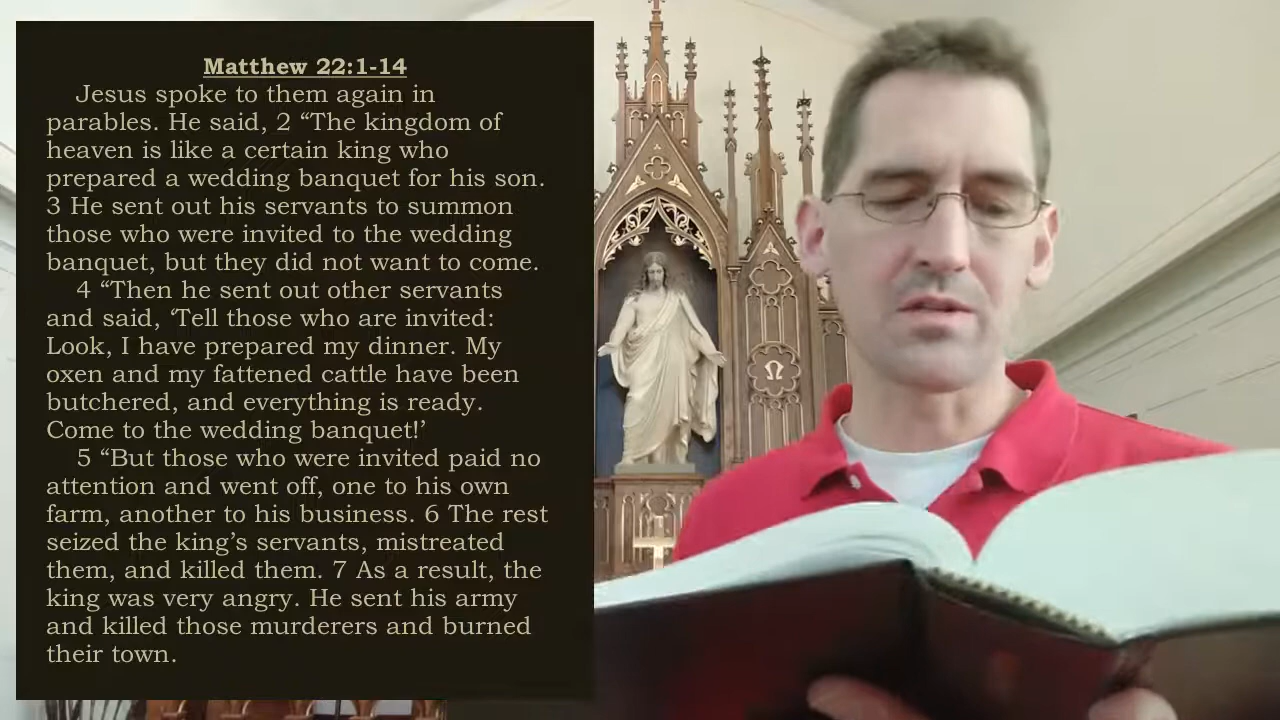 Matthew 22:1-14
Jesus spoke to them again in
parables. He said, 2 “The kingdom of
heaven is like a certain king who
prepared a wedding banquet for his son.
3 He sent out his servants to summon
those who were invited to the wedding
banquet, but they did not want to come.
4 “Then he sent out other servants
and said, ‘Tell those who are invited:
Look, I have prepared my dinner. My
oxen and my fattened cattle have been
butchered, and everything is ready.
Come to the wedding banquet!’
5 “But those who were invited paid no
attention and went off, one to his own
farm, another to his business. 6 The rest
seized the king’s servants, mistreated
them, and killed them. 7 As a result, the
king was very angry. He sent his army
and killed those murderers and burned
their town.
Ω